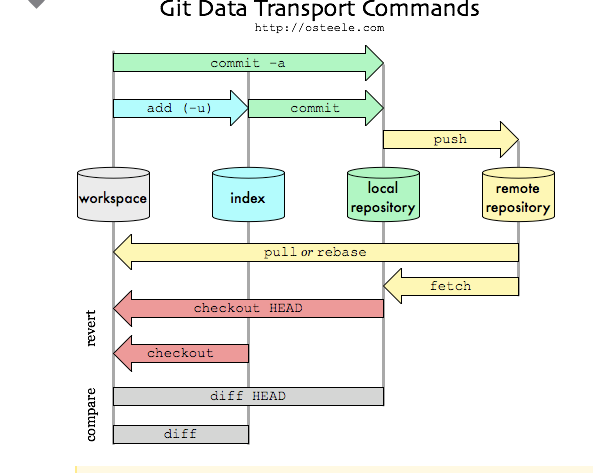 Git Data Transport Commands
http://osteele.com
commit -a
add (-u)
commit
push
workspace
index
local
repository
remote
repository
pull or rebase
fetch
revert
checkout HEAD
checkout
compare
diff HEAD
diff